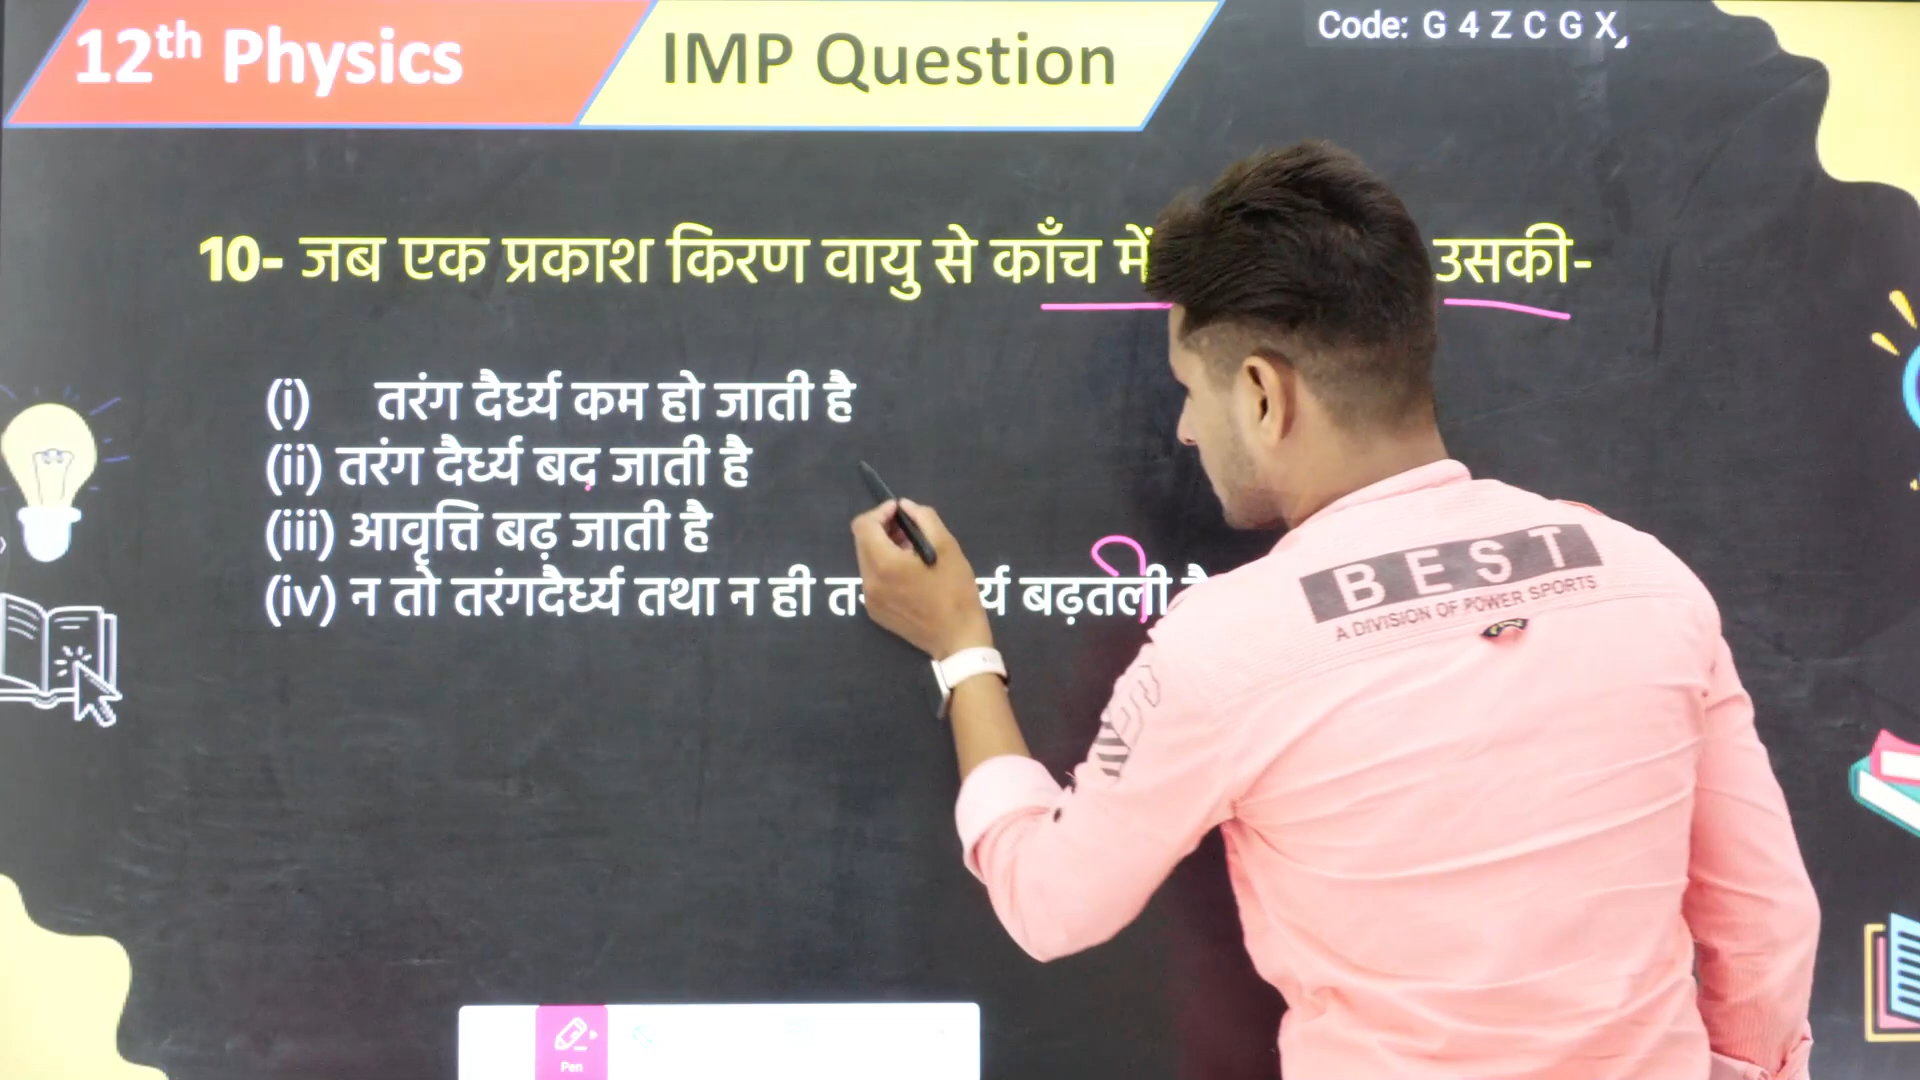 12th Physics
IMP Question
Code: G 4 Z C G X
10- जब एक प्रकाश किरण वायु से काँच में उसकी-
(i) तरंग दैर्ध्य कम हो जाती है
(ii) तरंग दैर्ध्य बढ़ जाती है
(iii) आवृत्ति बढ़ जाती है
(iv) न तो तरंगदैर्ध्य तथा न ही बढ़तली
BEST
A DIVISION OF POWER SPORTS
Pen